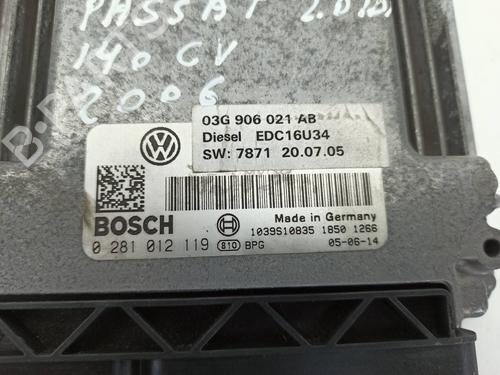 PASSAT 2.0 TDI
140 CV
2006
03G 906 021 AB
Diesel EDC16U34
SW: 7871 20.07.05
BOSCH
Made in Germany
1039S10835 1850 1266
0 281 012 119 810 BPG 05-06-14